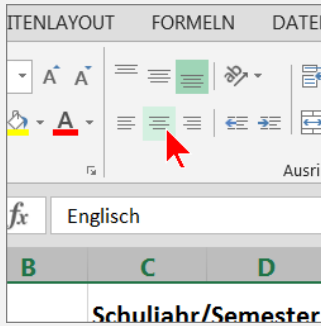 ITENLAYOUT FORMELN DATE
A A
A
Ausri
fx Englisch
B C D
Schuljahr/Semester